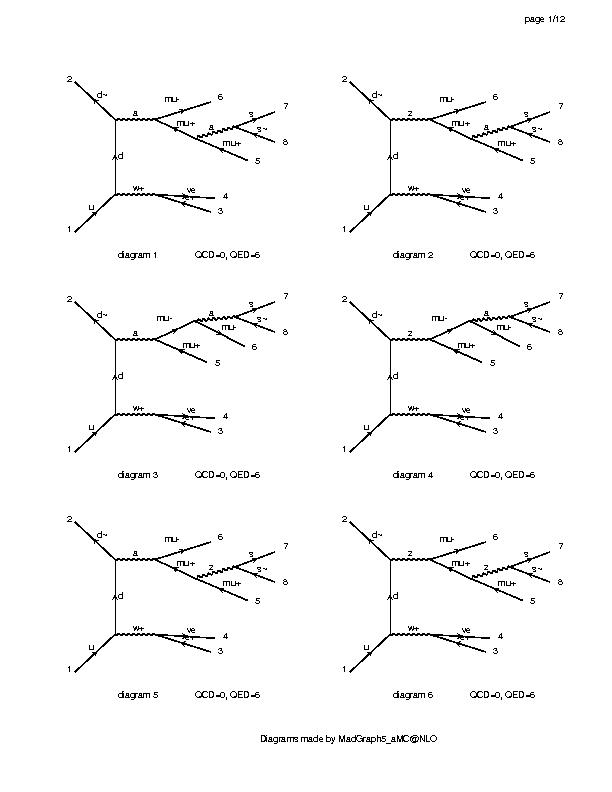 page 1/12
2
d~
a
mu-
6
mu+
a
s
7
s~
8
mu+
5
d
u
w+
ve
e+
4
3
1
diagram 1 QCD=0, QED=6
2
d~
z
mu-
6
mu+
a
s
7
s~
8
mu+
5
d
u
w+
ve
e+
4
3
1
diagram 2 QCD=0, QED=6
2
d~
a
mu-
a
s
7
s~
8
mu-
6
mu+
5
d
u
w+
ve
e+
4
3
1
diagram 3 QCD=0, QED=6
2
d~
z
mu-
a
s
7
s~
8
mu-
6
mu+
5
d
u
w+
ve
e+
4
3
1
diagram 4 QCD=0, QED=6
2
d~
a
mu-
6
mu+
z
s
7
s~
8
mu+
5
d
u
w+
ve
e+
4
3
1
diagram 5 QCD=0, QED=6
2
d~
z
mu-
6
mu+
z
s
7
s~
8
mu+
5
d
u
w+
ve
e+
4
3
1
diagram 6 QCD=0, QED=6
Diagrams made by MadGraph5_aMC@NLO